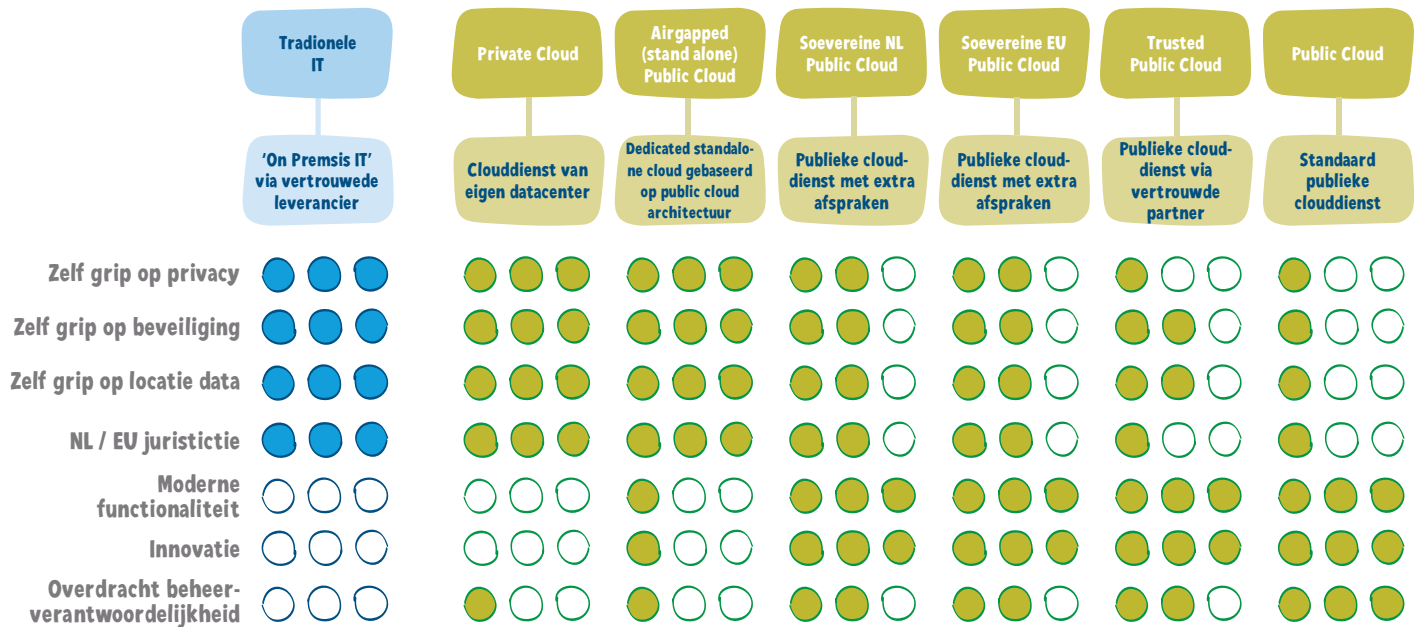 Tradionele
IT
Private Cloud
Airgapped
(stand alone)
Public Cloud
Soevereine NL
Public Cloud
Soevereine EU
Public Cloud
Trusted
Public Cloud
Public Cloud
‘On Premsis IT’
via vertrouwede
leverancier
Clouddienst van
eigen datacenter
Dedicated standalo-
ne cloud gebaseerd
op public cloud
architectuur
Publieke cloud-
dienst met extra
afspraken
Publieke cloud-
dienst met extra
afspraken
Publieke cloud-
dienst via
vertrouwde
partner
Standaard
publieke
clouddienst
Zelf grip op privacy
Zelf grip op beveiliging
Zelf grip op locatie data
NL / EU juristictie
Moderne
functionaliteit
Innovatie
Overdracht beheer-
verantwoordelijkheid